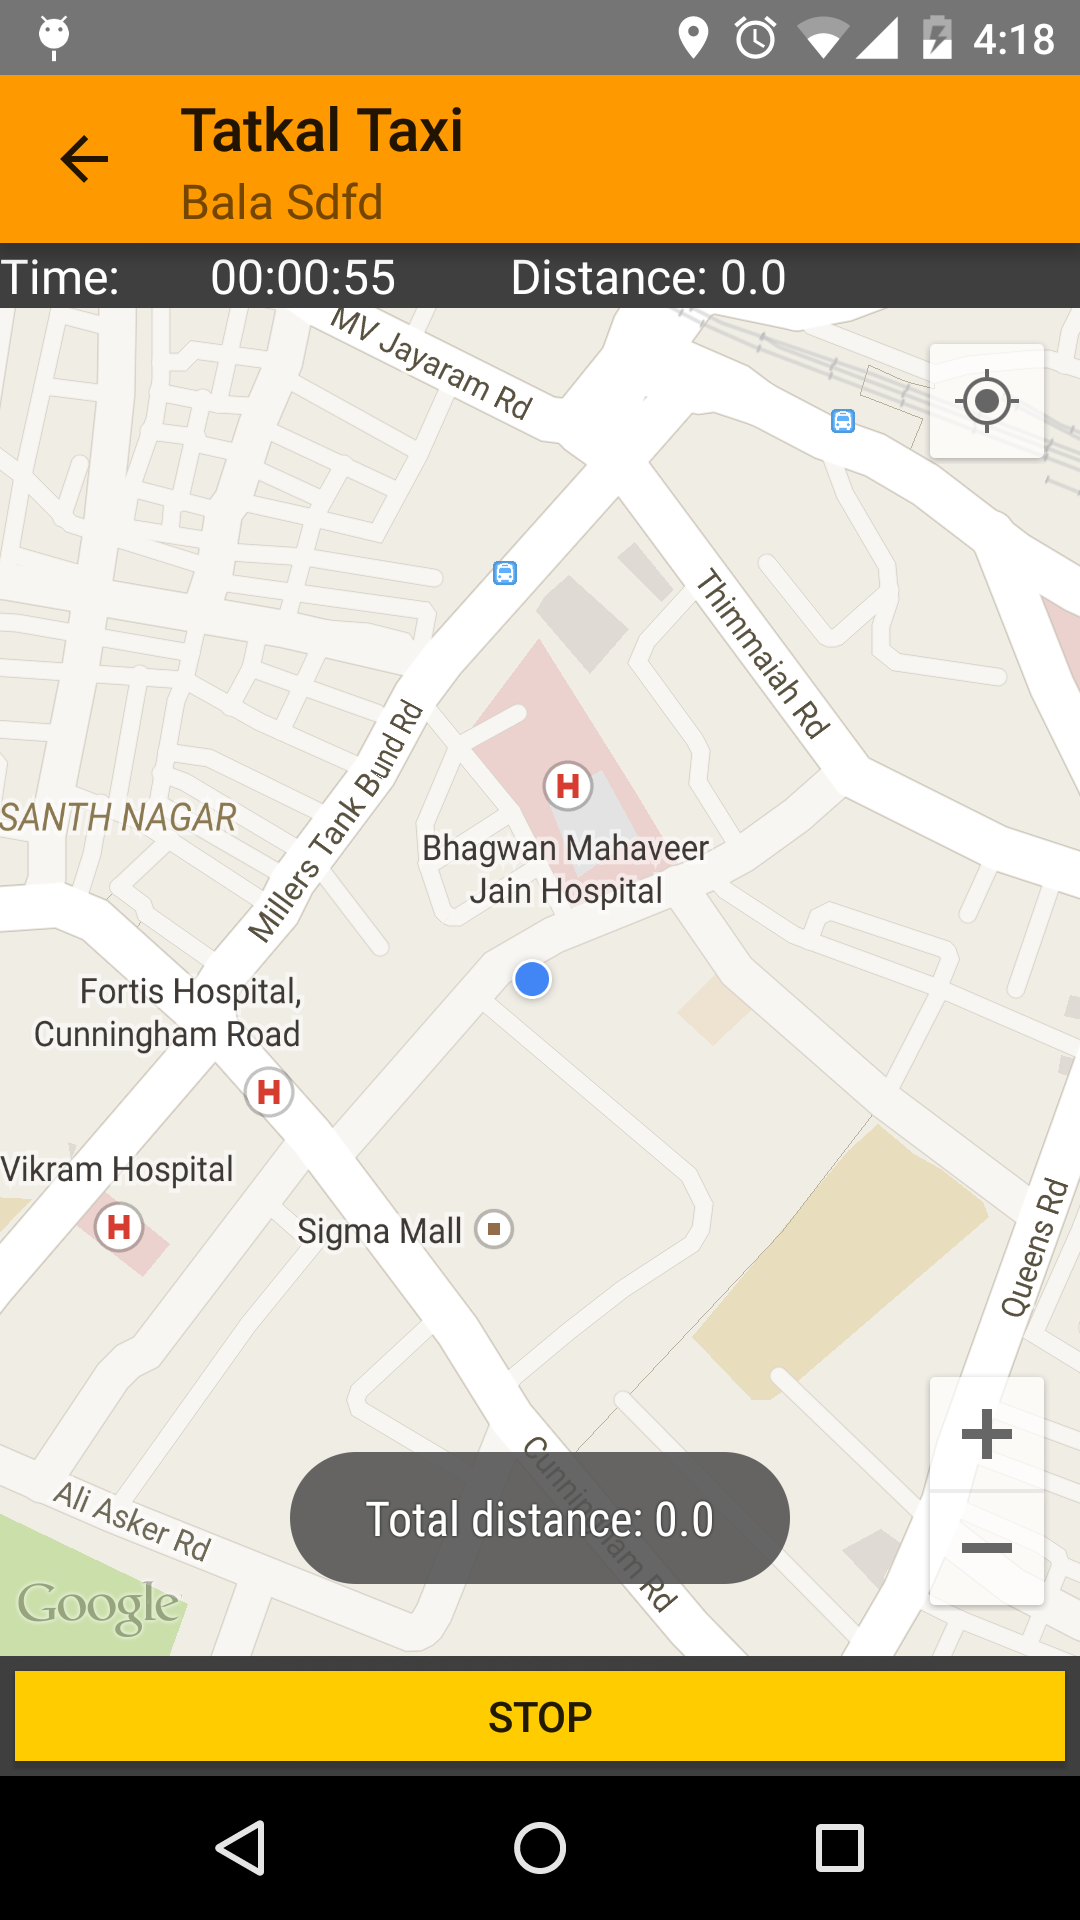 4:18
Tatkal Taxi
Bala Sdfd
Time: 00:00:55 Distance: 0.0
MV Jayaram Rd
Thimmaiah Rd
Millers Tank Bund Rd
SANTH NAGAR
Bhagwan Mahaveer
Jain Hospital
Fortis Hospital,
Cunningham Road
Vikram Hospital
Sigma Mall
Queens Rd
Cunningham Rd
Total distance: 0.0
Ali Asker Rd
Google
STOP